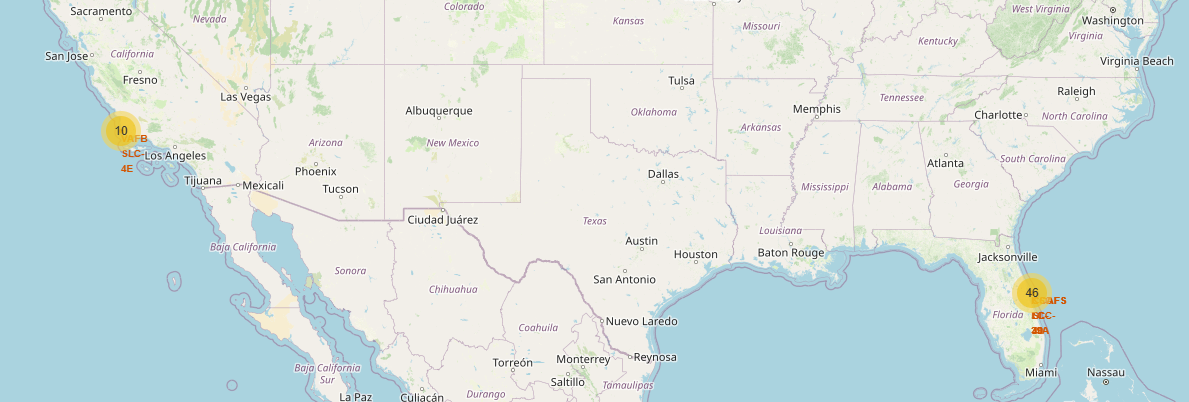 Sacramento
Nevada
Colorado
Kansas
Missouri
West Virginia
Washington
San Jose
California
Kentucky
Virginia
Fresno
Virginia Beach
Las Vegas
Tulsa
Raleigh
Albuquerque
Oklahoma
Memphis
Tennessee
Charlotte
North Carolina
10
Arkansas
SLC-
4E
Los Angeles
Arizona
New Mexico
South Carolina
Atlanta
Phoenix
Dallas
Tijuana
Mexicali
Tucson
Mississippi
Alabama
Georgia
Ciudad Juárez
Texas
Louisiana
Baja California
Austin
Houston
Baton Rouge
Jacksonville
Sonora
San Antonio
Chihuahua
46
Florida
Coahuila
Nuevo Laredo
Torreón
Monterrey
Reynosa
Miami
Nassau
Baja California
Sur
Saltillo
Tamaulipas
Durango
La Paz
Culiacán